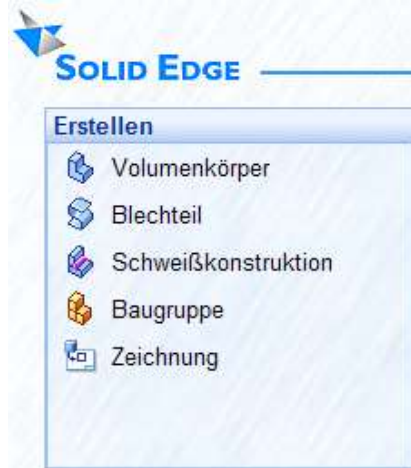 SOLID EDGE
Erstellen
Volumenkörper
Blechteil
Schweißkonstruktion
Baugruppe
Zeichnung